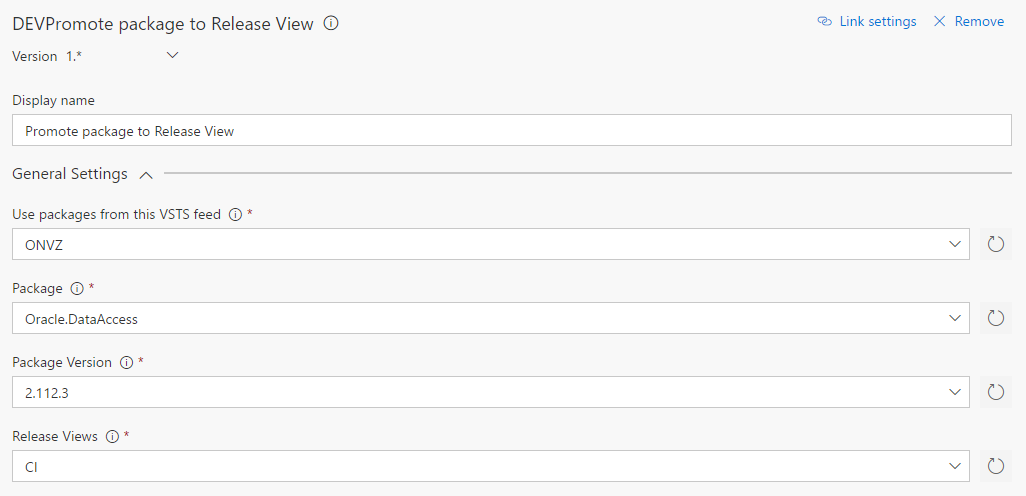 DEVPromote package to Release View
Link settings Remove
Version 1.*
Display name
Promote package to Release View
General Settings
Use packages from this VSTS feed *
ONVZ
Package *
Oracle.DataAccess
Package Version *
2.112.3
Release Views *
CI